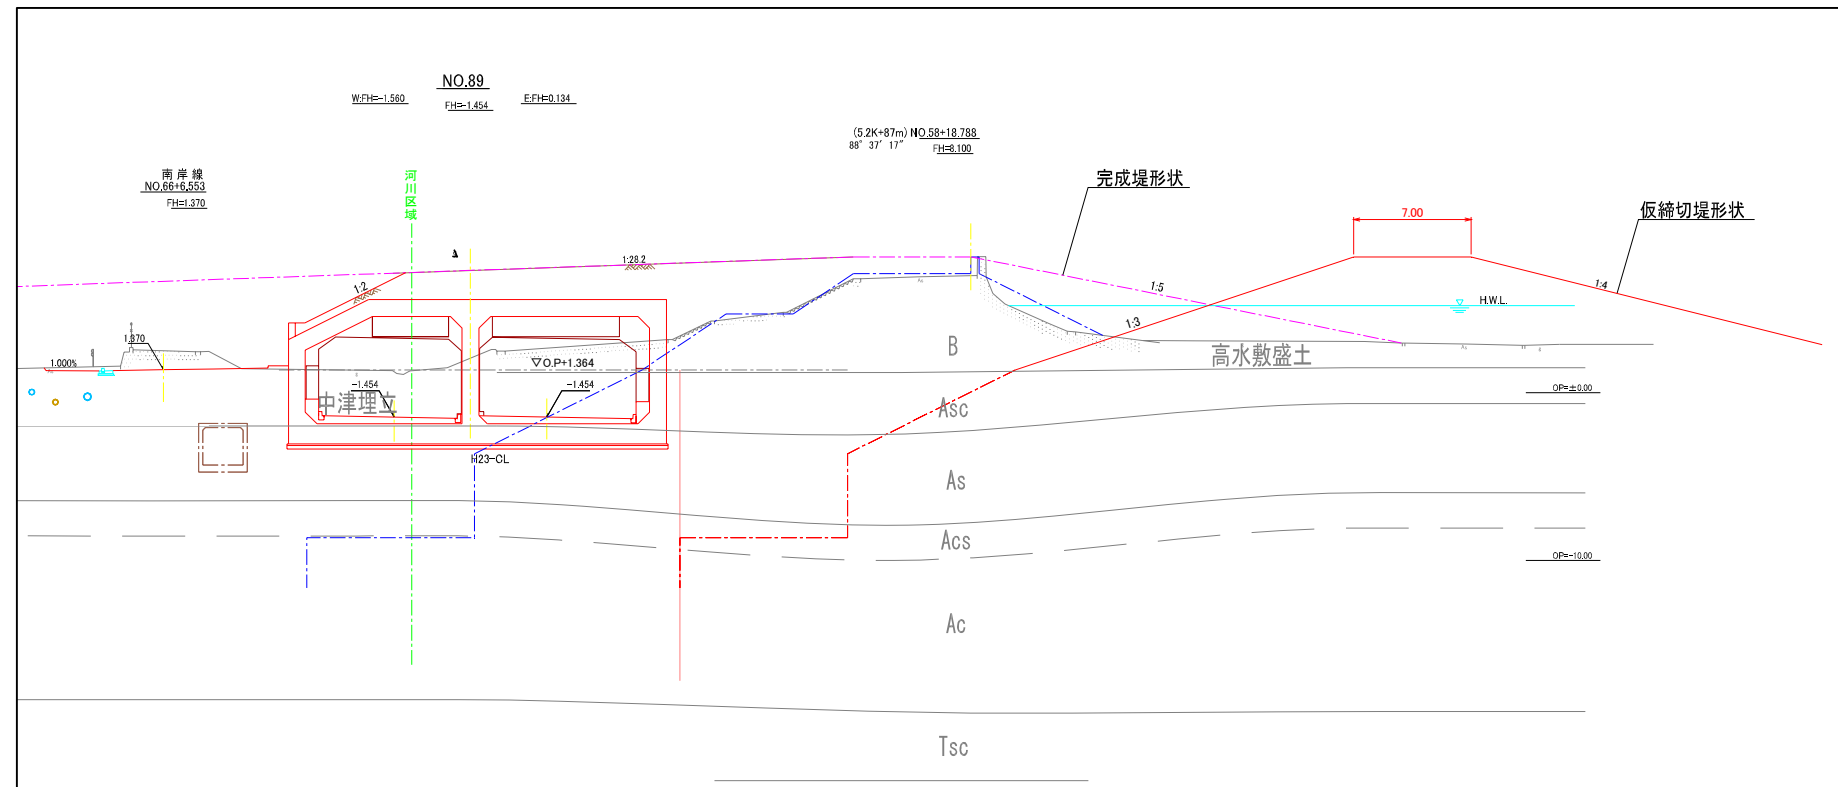 NO.89
W:FH=-1.560
FH=-1.454
E:FH=0.134
(5.2K+87m) NO.58+18.788
88° 37′ 17″
FH=8.100
南岸線
NO.66+6.553
FH=1.370
河川区域
完成堤形状
7.00
仮締切堤形状
1:28.2
1:2
1:5
1:4
H.W.L.
1:3
1.370
1.000%
B
高水敷盛土
▽O.P+1.364
-1.454
-1.454
中津埋立
OP=±0.00
Asc
H23-CL
As
Acs
OP=-10.00
Ac
Tsc